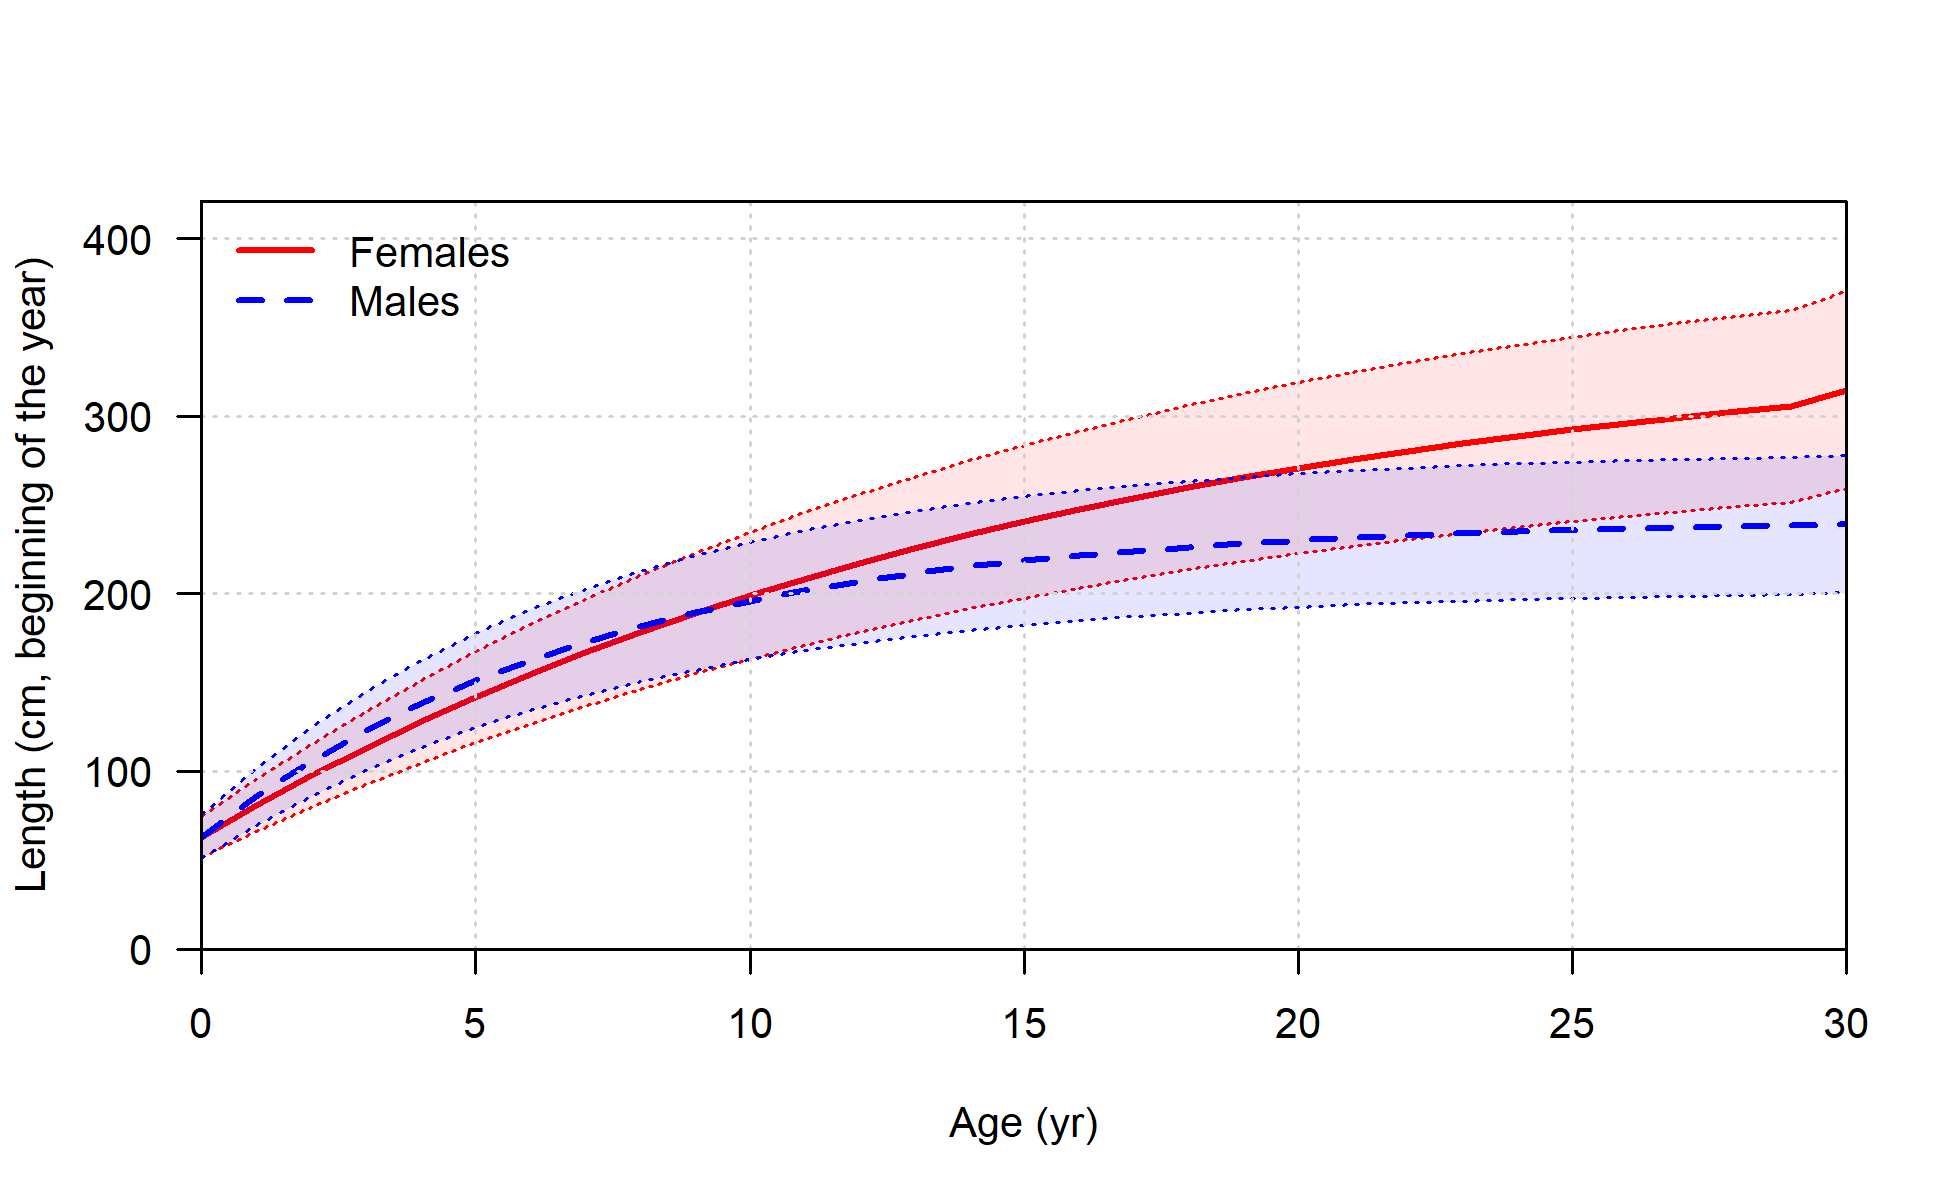 Females
Males
Length (cm, beginning of the year)
400
300
200
100
0
0 5 10 15 20 25 30
Age (yr)